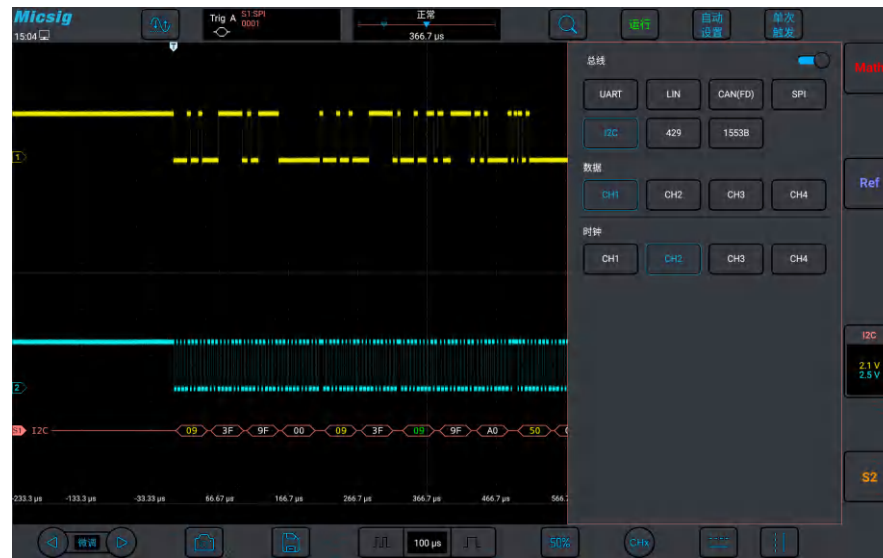 Micsig
15:04
Trig A S1:SPI
0001
正常
366.7 μs
运行
自动
设置
单次
触发
总线
UART LIN CAN(FD) SPI
I2C 429 1553B
数据
CH1 CH2 CH3 CH4
时钟
CH1 CH2 CH3 CH4
Math
Ref
I2C
2.1 V
2.5 V
S2
1
2
S1 I2C 09 3F 9F 00 09 3F 09 9F A0 50
-233.3 μs -133.3 μs -33.33 μs 66.67 μs 166.7 μs 266.7 μs 366.7 μs 466.7 μs 566.7
微调 100 μs 50% CHx